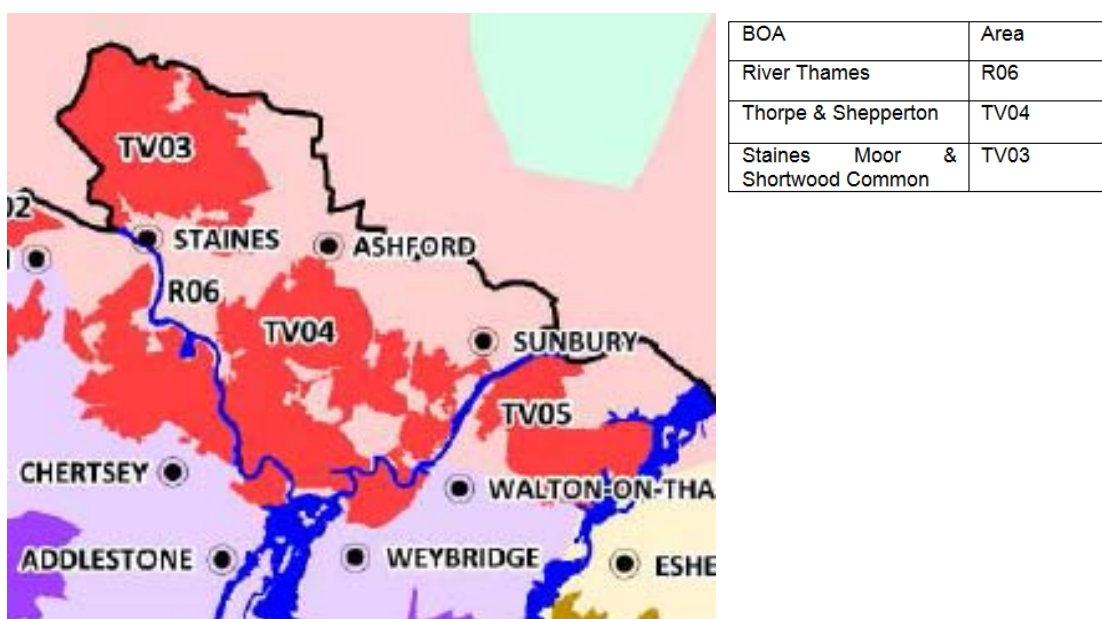 TV03
02
STAINES
ASHFORD
R06
TV04
SUNBURY
TV05
CHERTSEY
WALTON-ON-THA
ADDLESTONE
WEYBRIDGE
ESHE
BOA Area
River Thames R06
Thorpe & Shepperton TV04
Staines Moor & TV03
Shortwood Common